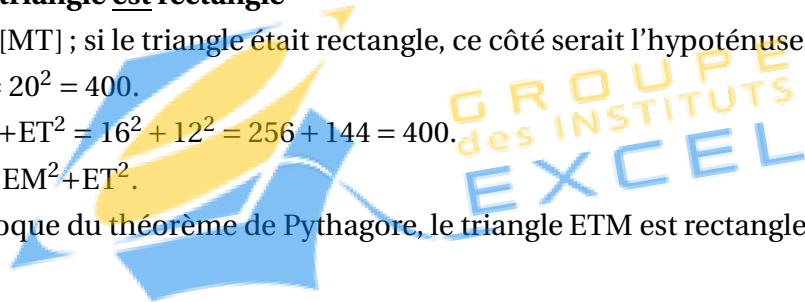 triangle est rectangle
[MT] ; si le triangle était rectangle, ce côté serait l'hypoténuse
= 20² = 400.
+ET² = 16² + 12² = 256 + 144 = 400.
EM²+ET².
oque du théorème de Pythagore, le triangle ETM est rectangle
GROUPE
des INSTITUTS
EXCEL